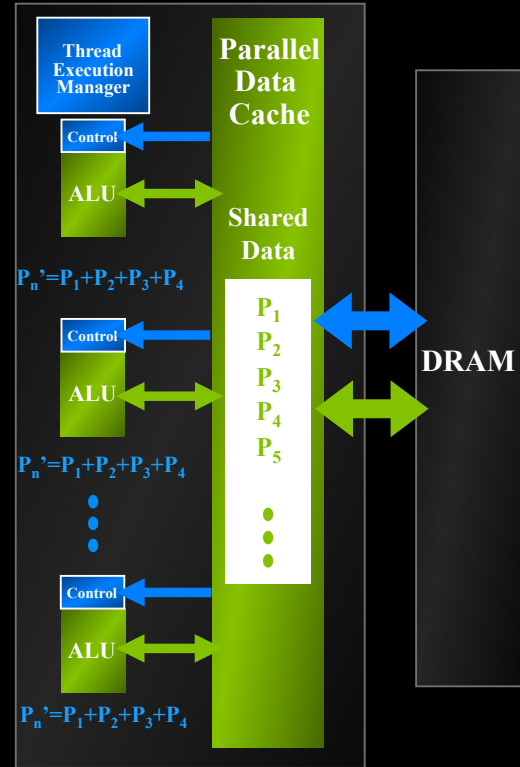 Thread
Execution
Manager
Parallel
Data
Cache
Control
ALU
Shared
Data
Pₙ'=P₁+P₂+P₃+P₄
P₁
P₂
P₃
P₄
P₅
Control
ALU
DRAM
Pₙ'=P₁+P₂+P₃+P₄
Control
ALU
Pₙ'=P₁+P₂+P₃+P₄